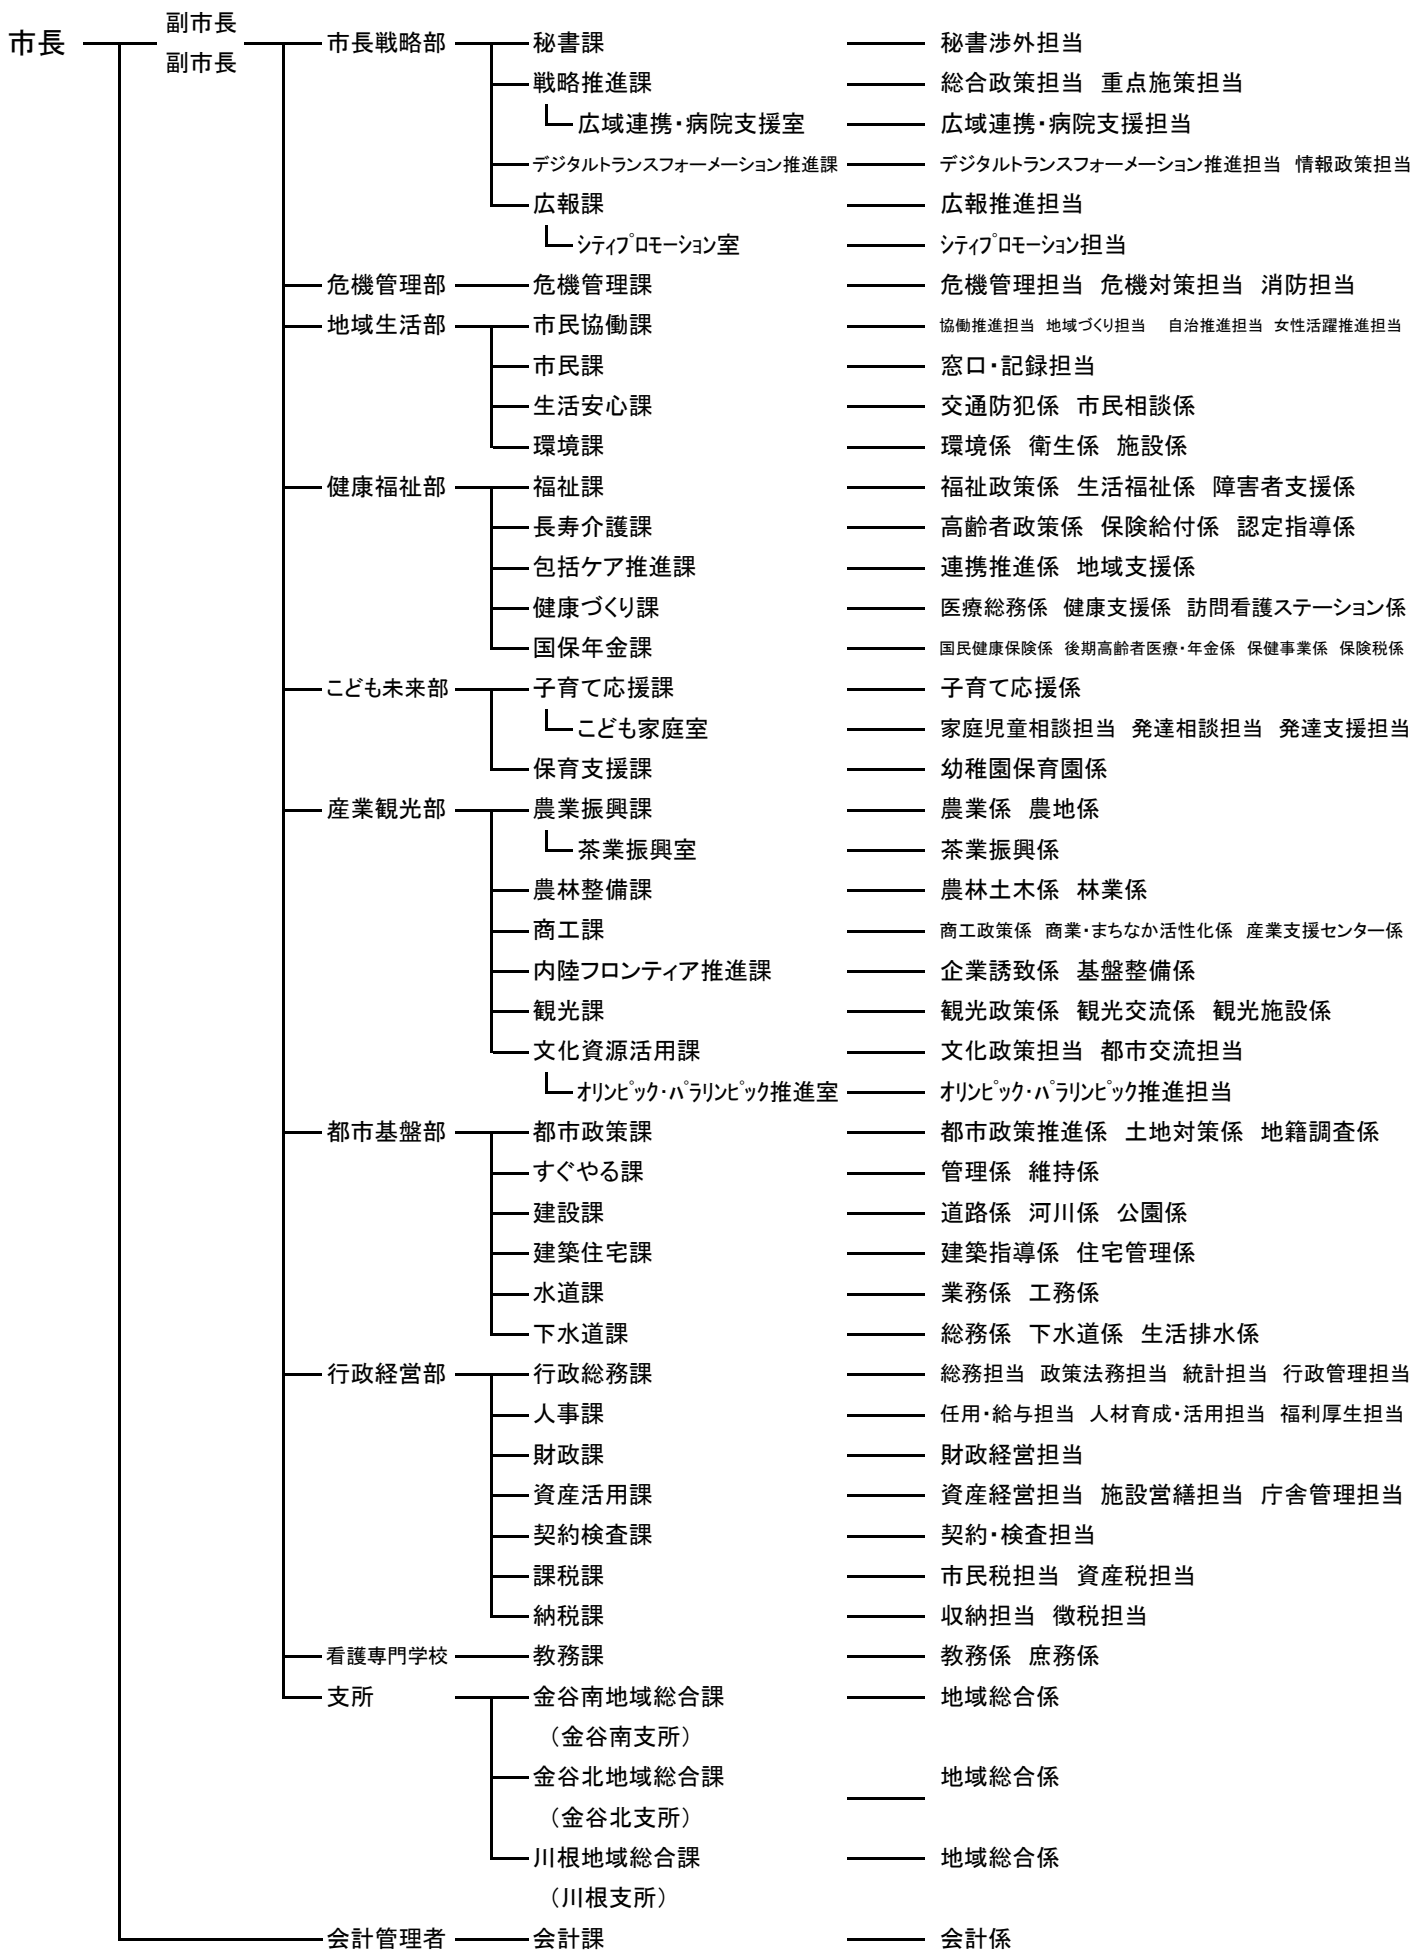 副市長
市長 市長戦略部 秘書課 秘書渉外担当
副市長
戦略推進課 総合政策担当 重点施策担当
広域連携・病院支援室 広域連携・病院支援担当
デジタルトランスフォーメーション推進課 デジタルトランスフォーメーション推進担当 情報政策担当
広報課 広報推進担当
シティプロモーション室 シティプロモーション担当
危機管理部 危機管理課 危機管理担当 危機対策担当 消防担当
地域生活部 市民協働課 協働推進担当 地域づくり担当 自治推進担当 女性活躍推進担当
市民課 窓口・記録担当
生活安心課 交通防犯係 市民相談係
環境課 環境係 衛生係 施設係
健康福祉部 福祉課 福祉政策係 生活福祉係 障害者支援係
長寿介護課 高齢者政策係 保険給付係 認定指導係
包括ケア推進課 連携推進係 地域支援係
健康づくり課 医療総務係 健康支援係 訪問看護ステーション係
国保年金課 国民健康保険係 後期高齢者医療・年金係 保健事業係 保険税係
こども未来部 子育て応援課 子育て応援係
こども家庭室 家庭児童相談担当 発達相談担当 発達支援担当
保育支援課 幼稚園保育園係
産業観光部 農業振興課 農業係 農地係
茶業振興室 茶業振興係
農林整備課 農林土木係 林業係
商工課 商工政策係 商業・まちなか活性化係 産業支援センター係
内陸フロンティア推進課 企業誘致係 基盤整備係
観光課 観光政策係 観光交流係 観光施設係
文化資源活用課 文化政策担当 都市交流担当
オリンピック・パラリンピック推進室 オリンピック・パラリンピック推進担当
都市基盤部 都市政策課 都市政策推進係 土地対策係 地籍調査係
すぐやる課 管理係 維持係
建設課 道路係 河川係 公園係
建築住宅課 建築指導係 住宅管理係
水道課 業務係 工務係
下水道課 総務係 下水道係 生活排水係
行政経営部 行政総務課 総務担当 政策法務担当 統計担当 行政管理担当
人事課 任用・給与担当 人材育成・活用担当 福利厚生担当
財政課 財政経営担当
資産活用課 資産経営担当 施設営繕担当 庁舎管理担当
契約検査課 契約・検査担当
課税課 市民税担当 資産税担当
納税課 収納担当 徴税担当
看護専門学校 教務課 教務係 庶務係
支所 金谷南地域総合課 地域総合係
（金谷南支所）
金谷北地域総合課 地域総合係
（金谷北支所）
川根地域総合課 地域総合係
（川根支所）
会計管理者 会計課 会計係